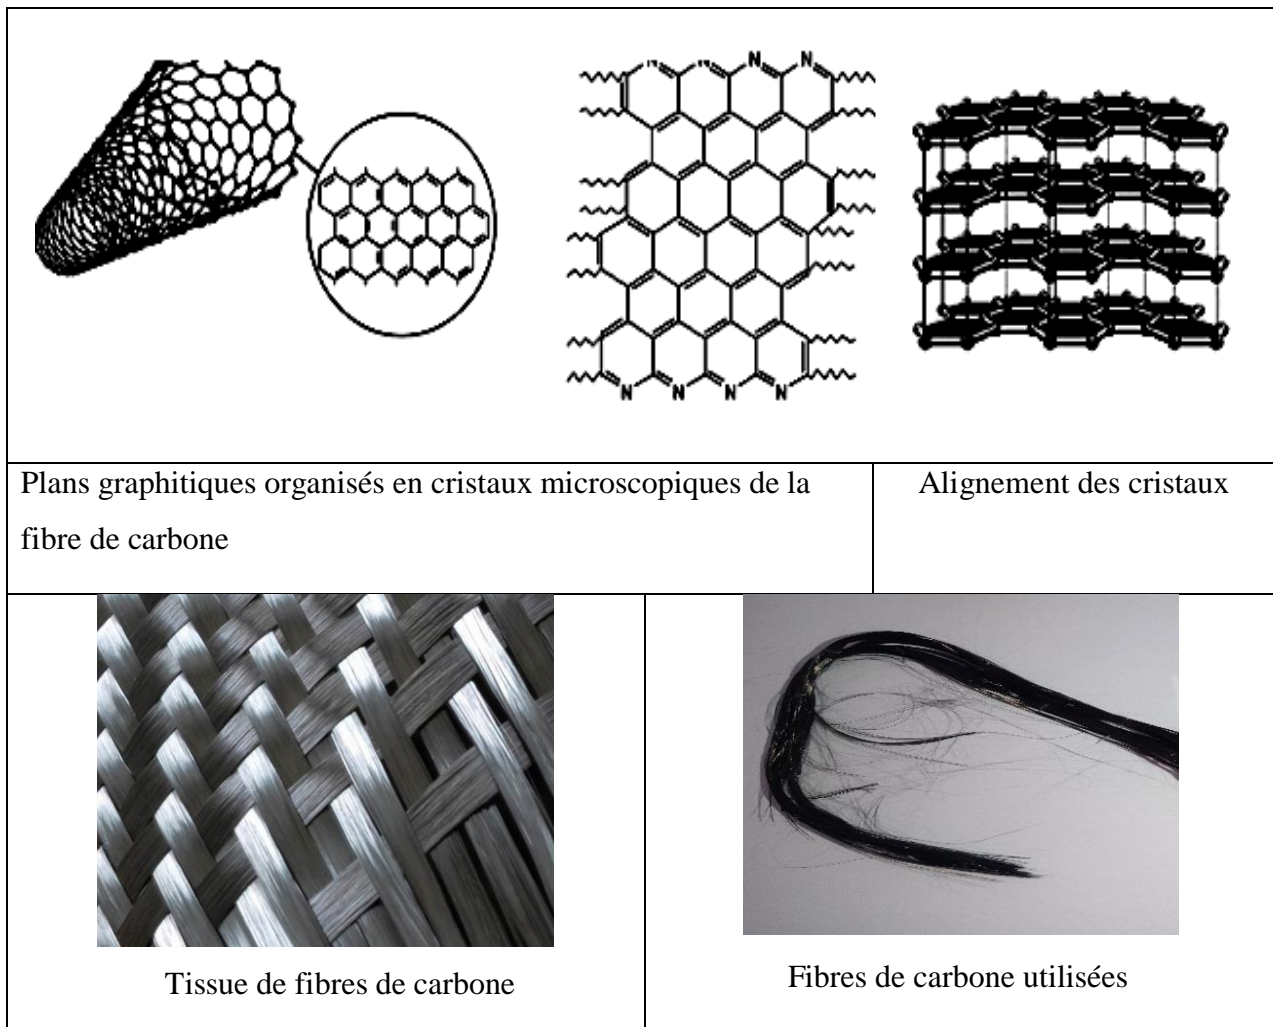 N N
N N N N
Plans graphitiques organisés en cristaux microscopiques de la
fibre de carbone
Alignement des cristaux
Tissue de fibres de carbone
Fibres de carbone utilisées